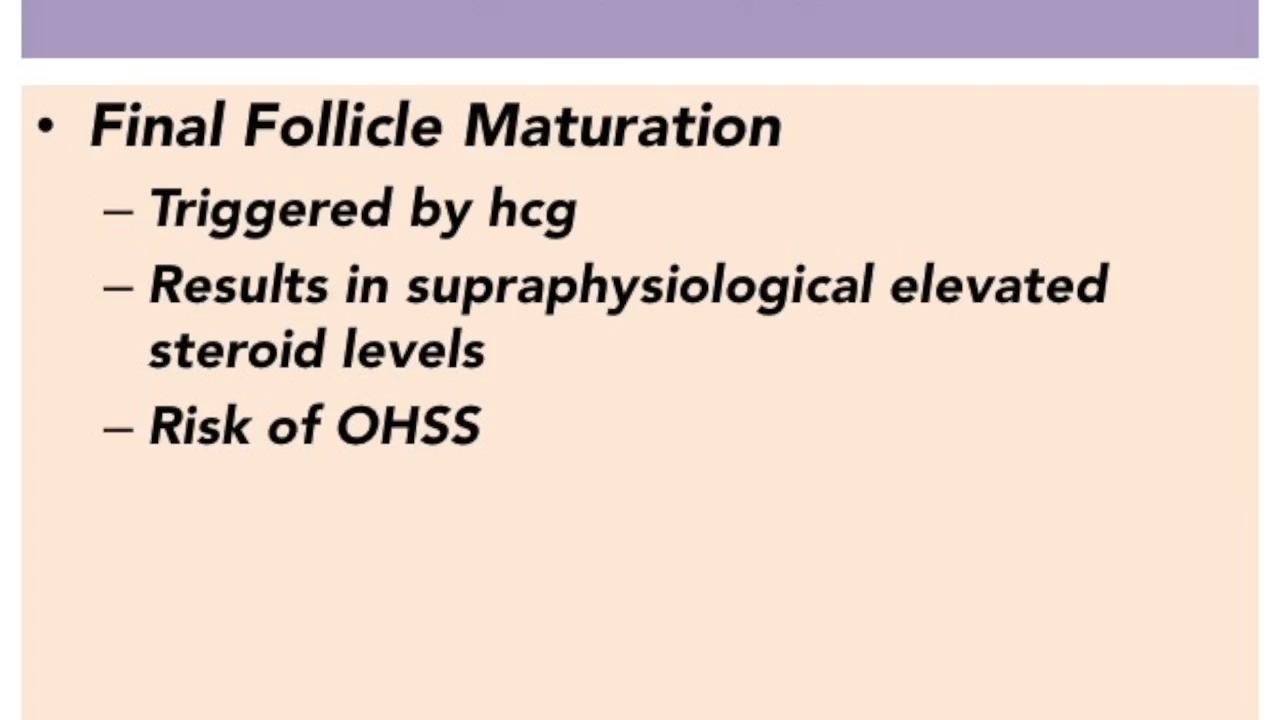 • Final Follicle Maturation
– Triggered by hcg
– Results in supraphysiological elevated
steroid levels
– Risk of OHSS